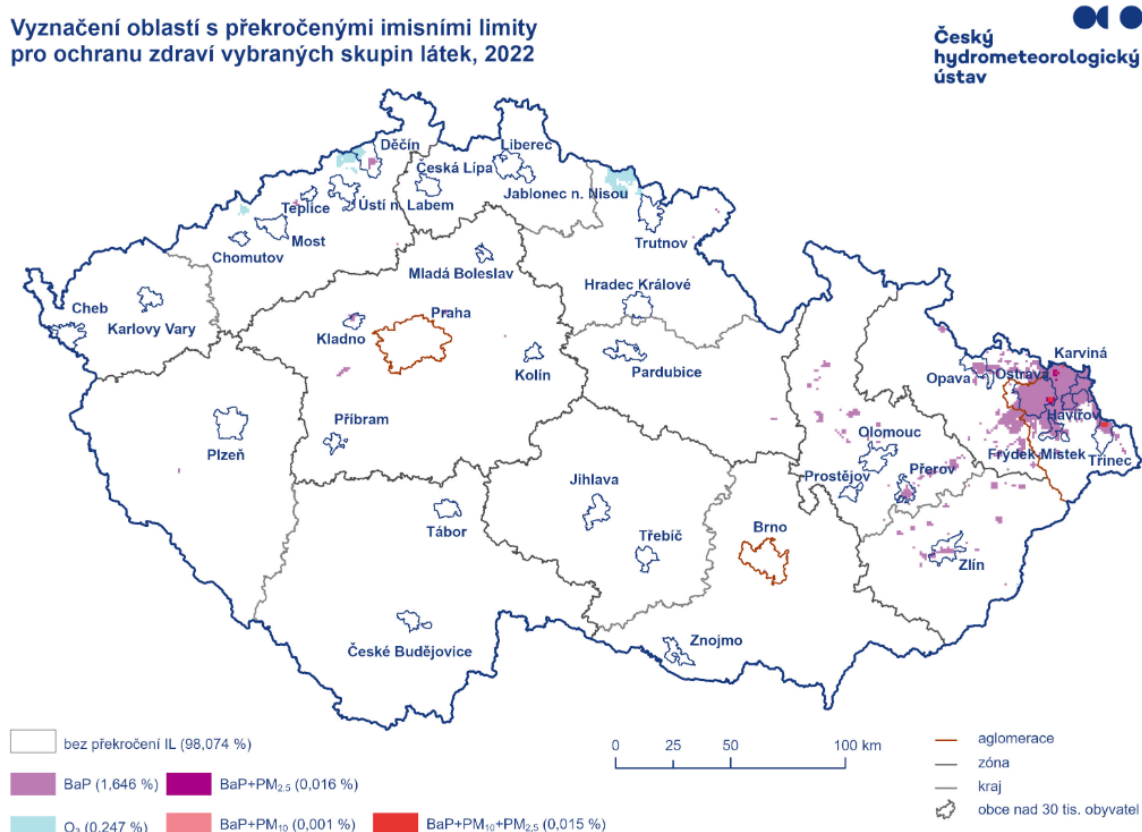 Vyznačení oblastí s překročenými imisními limity
pro ochranu zdraví vybraných skupin látek, 2022
Český
hydrometeorologický
ústav
Děčín
Liberec
Česká Lípa
Jablonec n. Nisou
Teplice
Ústí n. Labem
Most
Chomutov
Trutnov
Mladá Boleslav
Hradec Králové
Cheb
Karlovy Vary
Kladno
Praha
Kolín
Pardubice
Karviná
Opava
Ostrava
Havířov
Příbram
Plzeň
Olomouc
Frýdek Místek
Třinec
Prostějov
Přerov
Jihlava
Tábor
Třebíč
Brno
Zlín
České Budějovice
Znojmo
bez překročení IL (98,074 %)
BaP (1,646 %)
BaP+PM2.5 (0,016 %)
O3 (0,247 %)
BaP+PM10 (0,001 %)
BaP+PM10+PM2.5 (0,015 %)
0 25 50 100 km
aglomerace
zóna
kraj
obce nad 30 tis. obyvatel